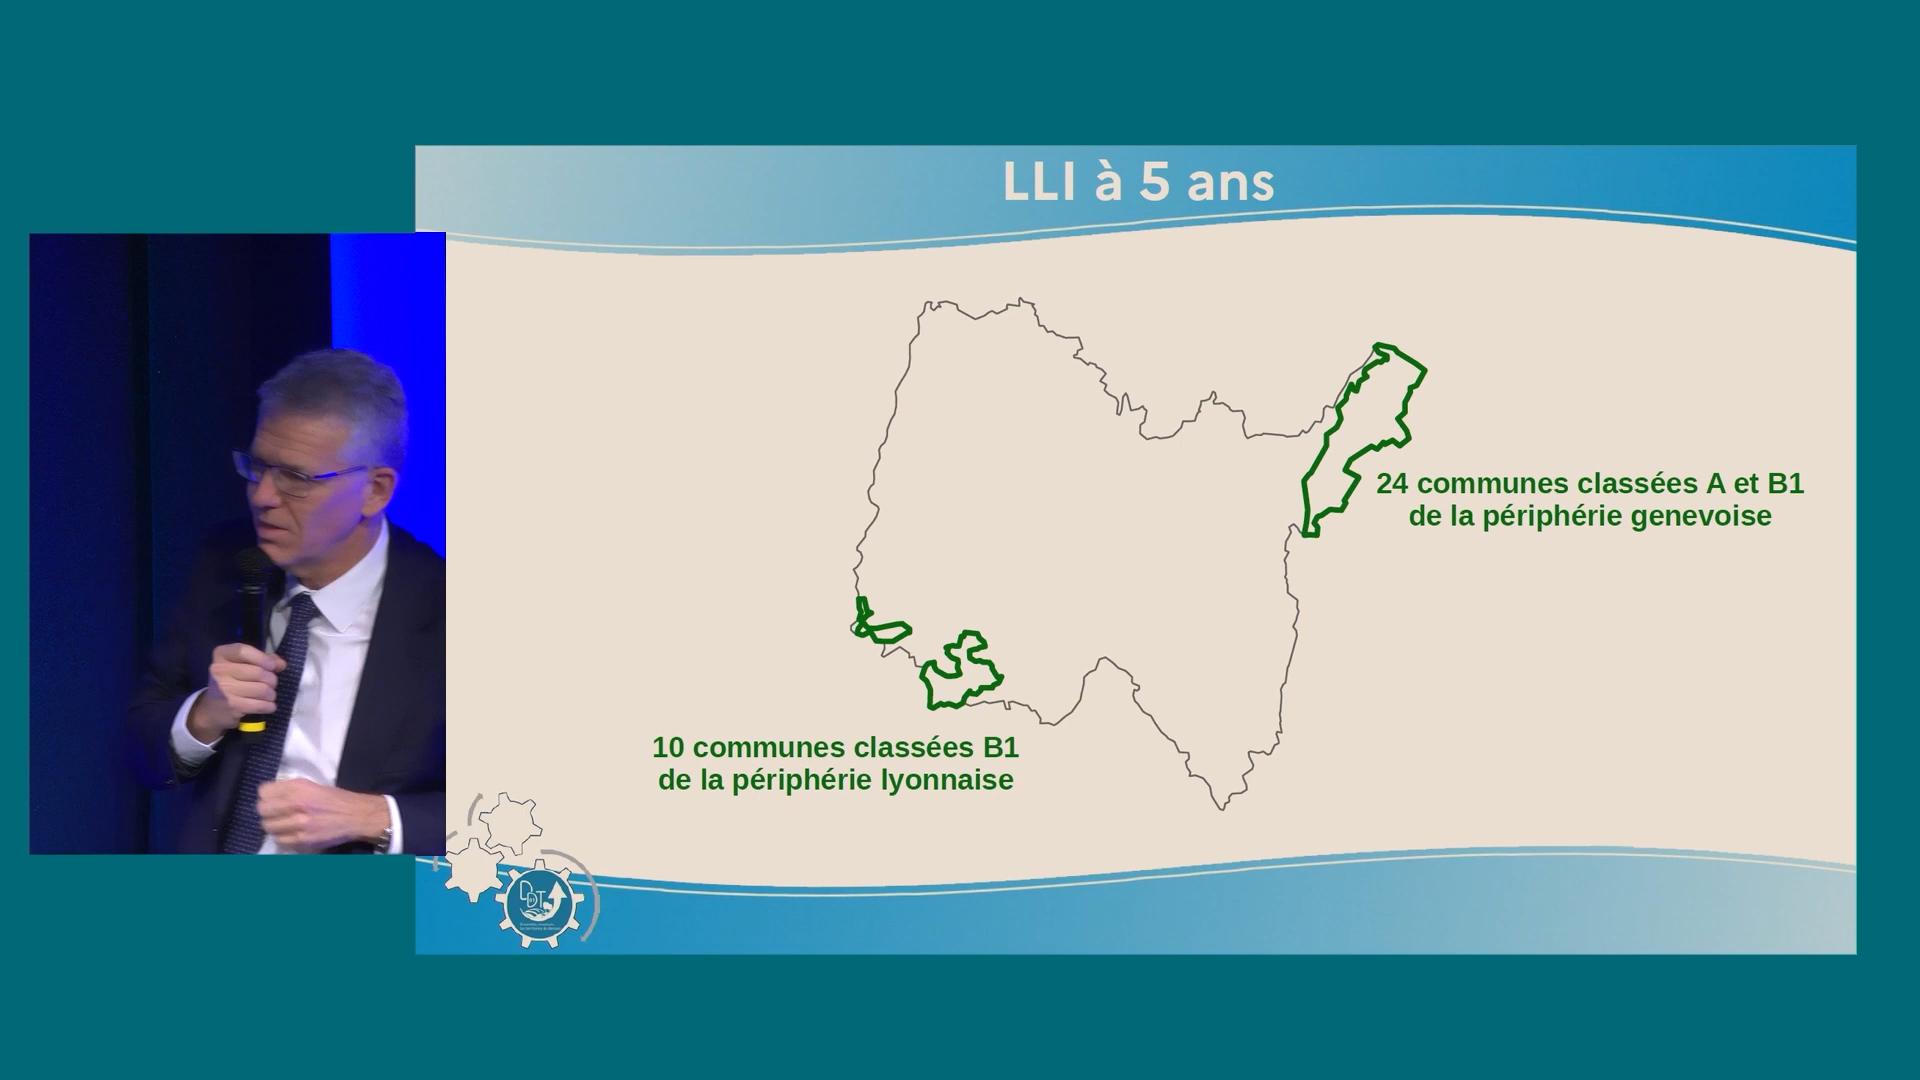 LLI à 5 ans
24 communes classées A et B1
de la périphérie genevoise
10 communes classées B1
de la périphérie lyonnaise
DDT